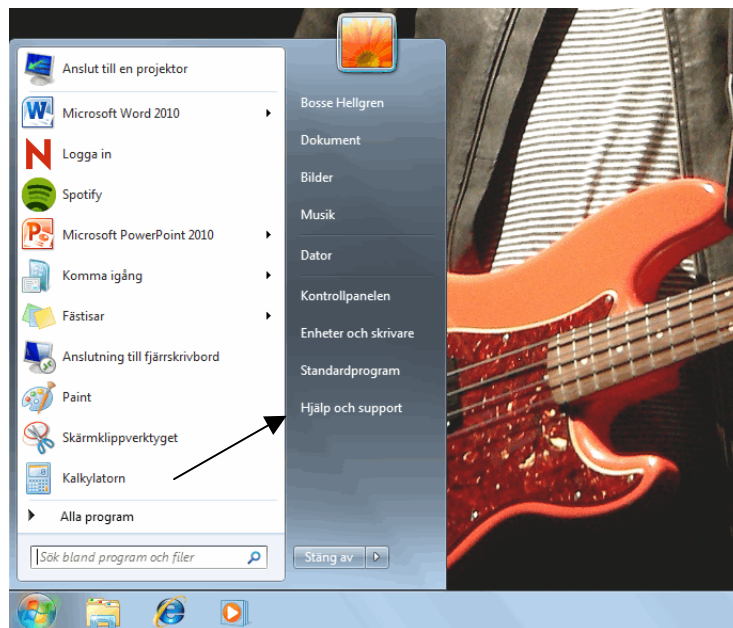 Anslut till en projektor
Microsoft Word 2010
Logga in
Spotify
Microsoft PowerPoint 2010
Komma igång
Fästisar
Anslutning till fjärrskrivbord
Paint
Skärmklippverktyget
Kalkylatorn
Alla program
Sök bland program och filer
Bosse Hellgren
Dokument
Bilder
Musik
Dator
Kontrollpanelen
Enheter och skrivare
Standardprogram
Hjälp och support
Stäng av